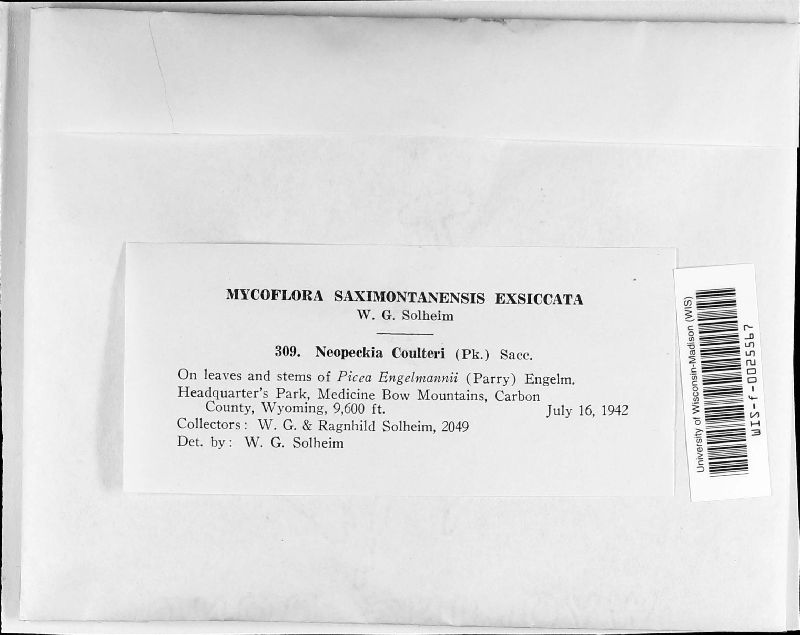 MYCOFLORA SAXIMONTANENSIS EXSICCATA
W. G. Solheim
309. Neopeckia Coulteri (Pk.) Sacc.
On leaves and stems of Picea Engelmannii (Parry) Engelm.
Headquarter's Park, Medicine Bow Mountains, Carbon
County, Wyoming, 9,600 ft. July 16, 1942
Collectors: W. G. & Ragnhild Solheim, 2049
Det. by: W. G. Solheim
University of Wisconsin-Madison (WIS)
WIS-f-0025567